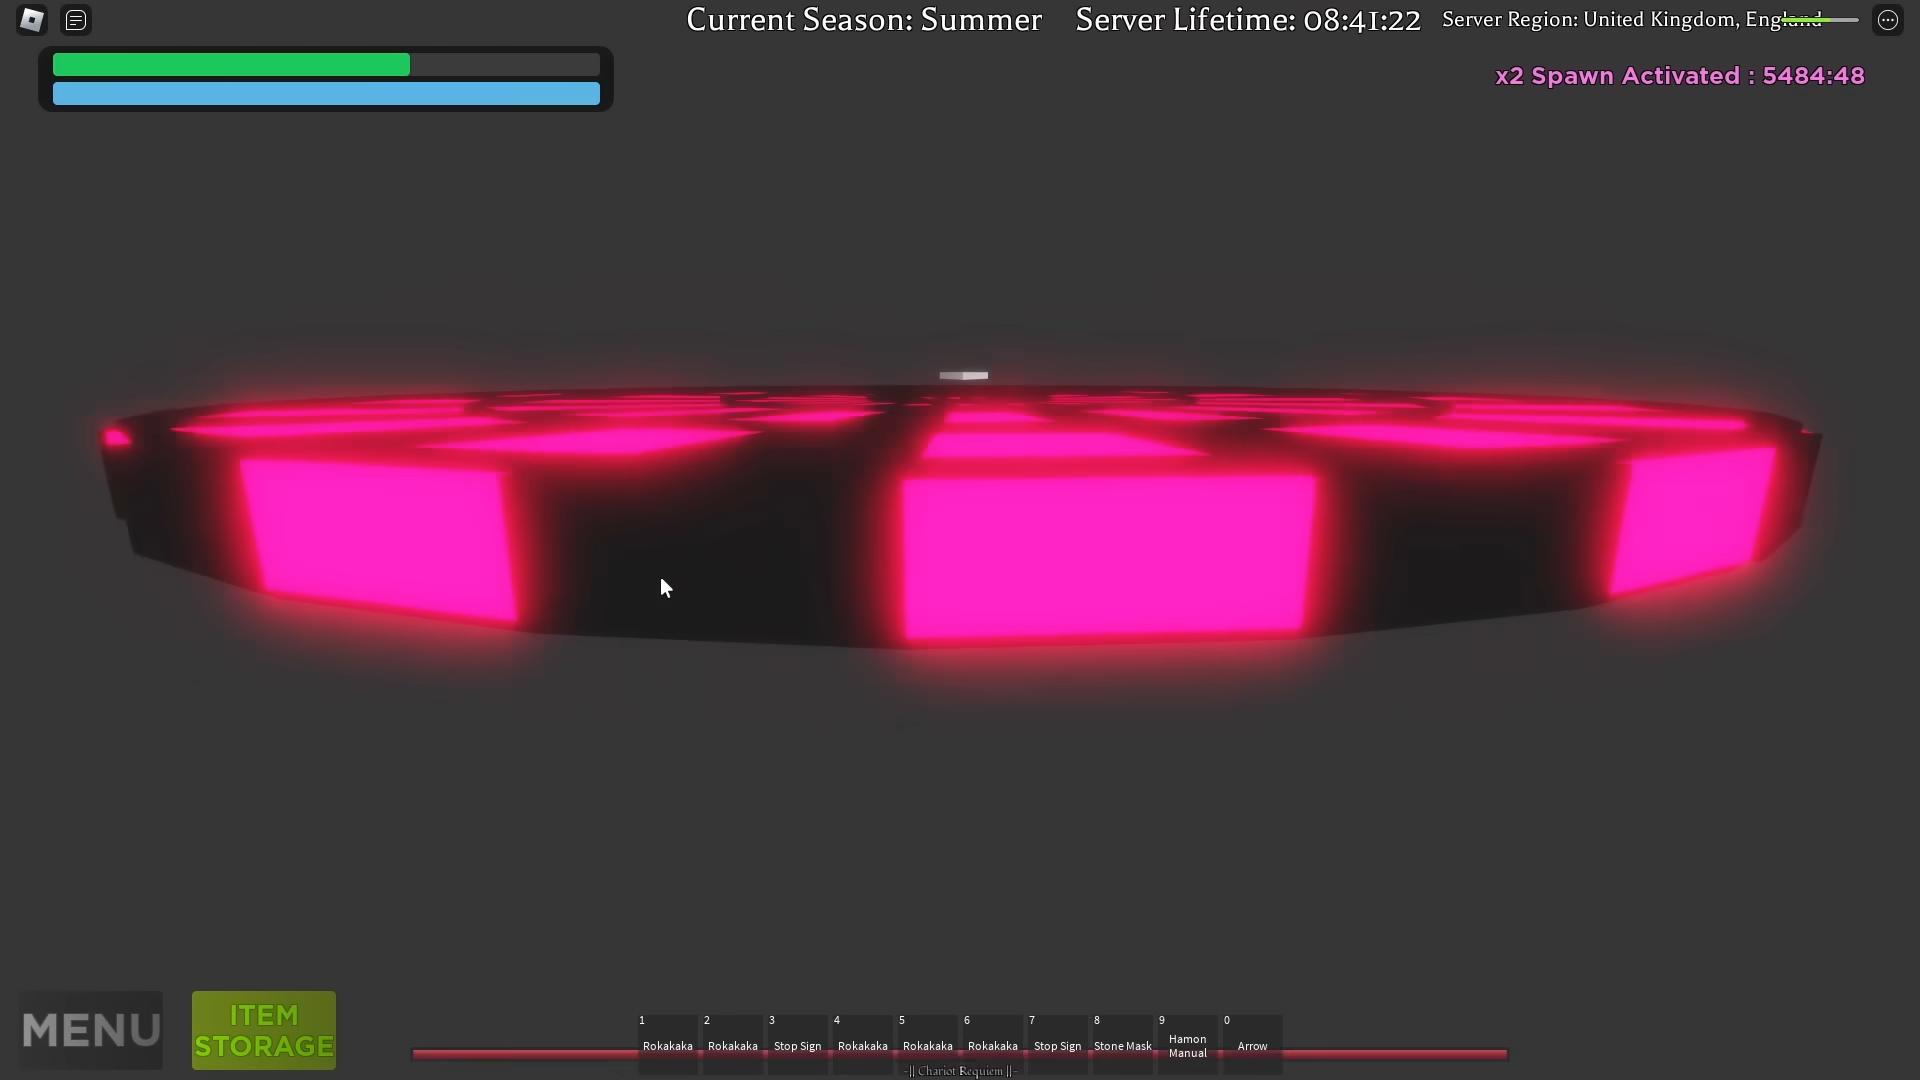 Current Season: Summer
Server Lifetime: 08:41:22
Server Region: United Kingdom, England
x2 Spawn Activated : 5484:48
MENU
ITEM
STORAGE
1
Rokakaka
2
Rokakaka
3
Stop Sign
4
Rokakaka
5
Rokakaka
6
Rokakaka
7
Stop Sign
8
Stone Mask
9
Hamon
Manual
0
Arrow
-|| Chariot Requiem ||-